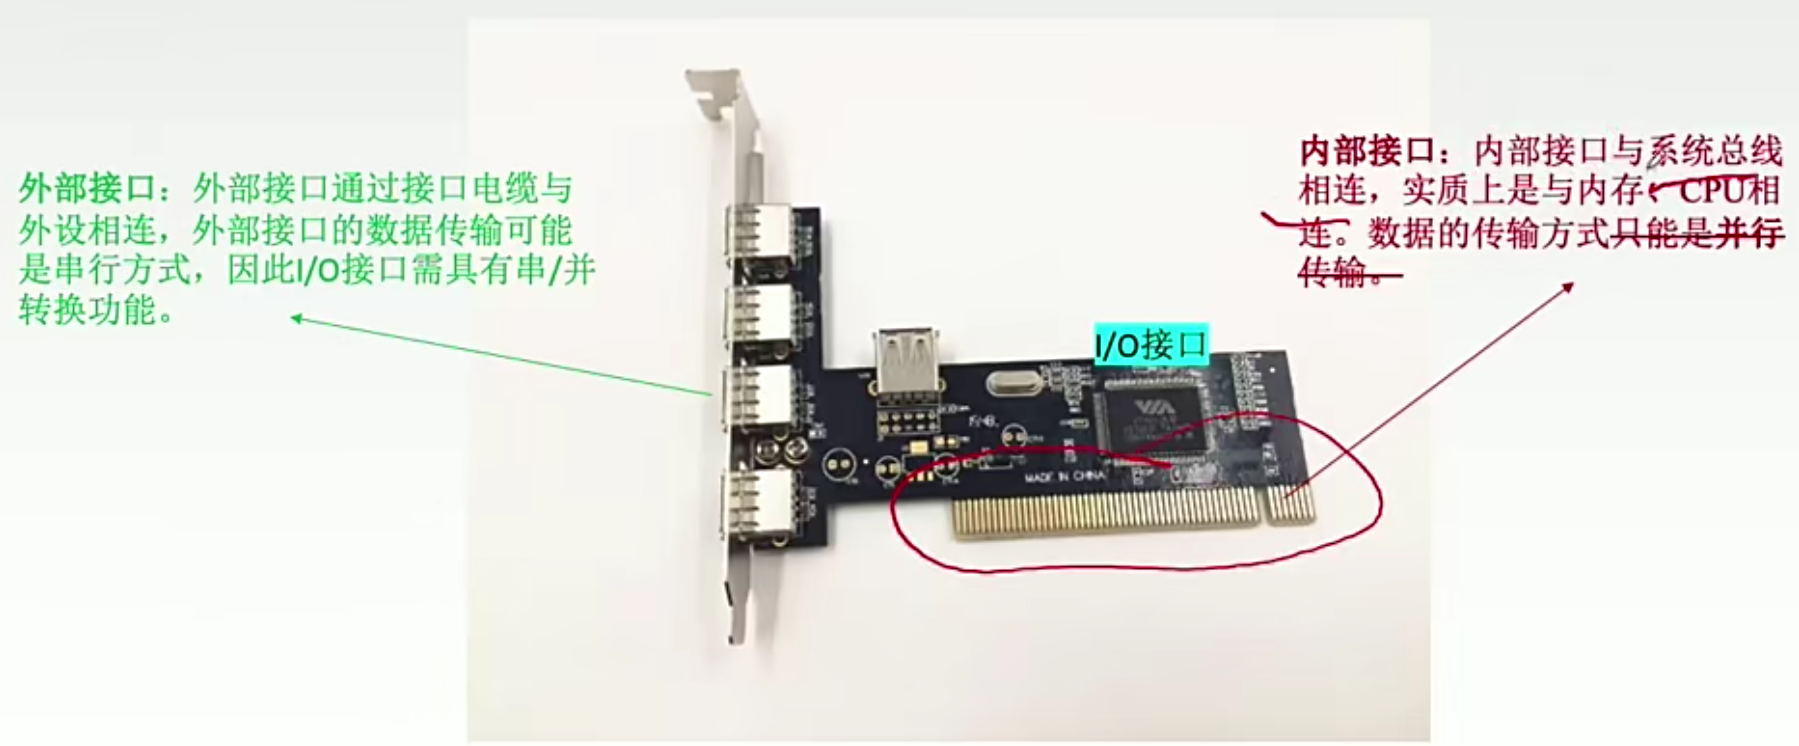 外部接口：外部接口通过接口电缆与
外设相连，外部接口的数据传输可能
是串行方式，因此I/O接口需具有串/并
转换功能。
内部接口：内部接口与系统总线
相连，实质上是与内存、CPU相
连。数据的传输方式只能是并行
传输。
I/O接口
VIA
MADE IN CHINA